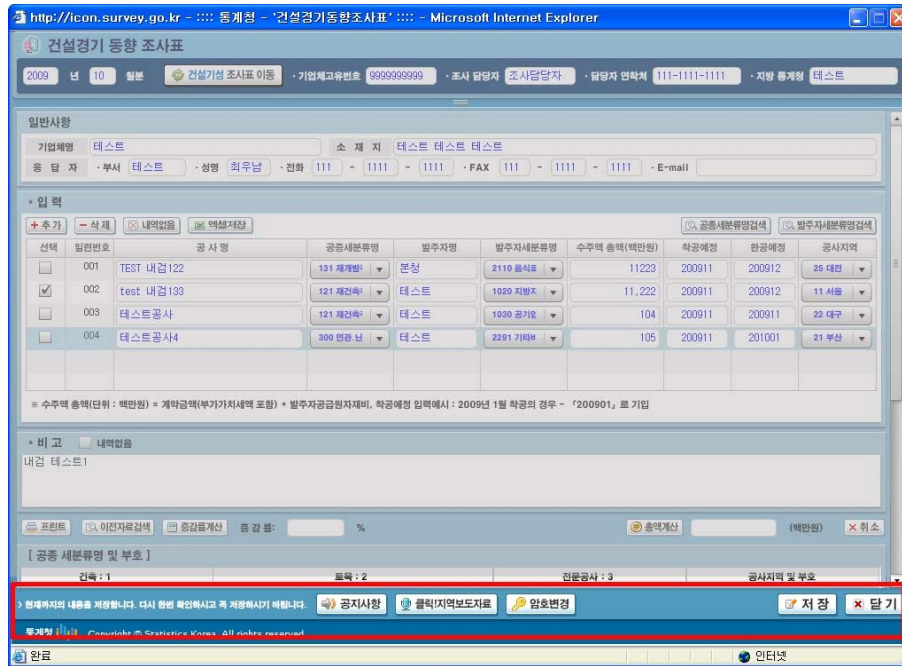 http://icon.survey.go.kr - :::: 통계청 - '건설경기동향조사표' :::: - Microsoft Internet Explorer
건설경기 동향 조사표
2009 년 10 월분 건설기성 조사표 이동 ·기업체고유번호 9999999999 ·조사 담당자 조사담당자 ·담당자 연락처 111-1111-1111 ·지방 통계청 테스트
일반사항
기업체명 테스트 소 재 지 테스트 테스트 테스트
응 답 자 ·부서 테스트 ·성명 최우남 ·전화 111 - 1111 - 1111 ·FAX 111 - 1111 - 1111 ·E-mail
입 력
추 가 삭 제 내역없음 엑셀저장 공종세분류명검색 발주자세분류명검색
선택 일련번호 공 사 명 공종세분류명 발주자명 발주자세분류명 수주액 총액(백만원) 착공예정 완공예정 공사지역
001 TEST 내검122 131 재개발 본청 2110 음식료 11223 200911 200912 25 대전
002 test 내검133 121 재건축 테스트 1020 지방자 11,222 200911 200912 11 서울
003 테스트공사 121 재건축 테스트 1030 공기업 104 200911 200911 22 대구
004 테스트공사4 300 연관.난 테스트 2291 기타비 105 200911 201001 21 부산
※ 수주액 총액(단위 : 백만원) = 계약금액(부가가치세액 포함) + 발주자공급원자재비, 착공예정 입력예시 : 2009년 1월 착공의 경우 - 「200901」로 기입
비 고 내역없음
내검 테스트1
프린트 이전자료검색 증감률계산 증 감 률: % 총액계산 (백만원) 취 소
[ 공종 세분류명 및 부호 ]
건축 : 1 토목 : 2 전문공사 : 3 공사지역 및 부호
> 현재까지의 내용을 저장합니다. 다시 한번 확인하시고 꼭 저장하시기 바랍니다. 공지사항 클릭!지역보도자료 암호변경 저 장 닫 기
통계청 Copyright © Statistics Korea. All rights reserved
완료 인터넷